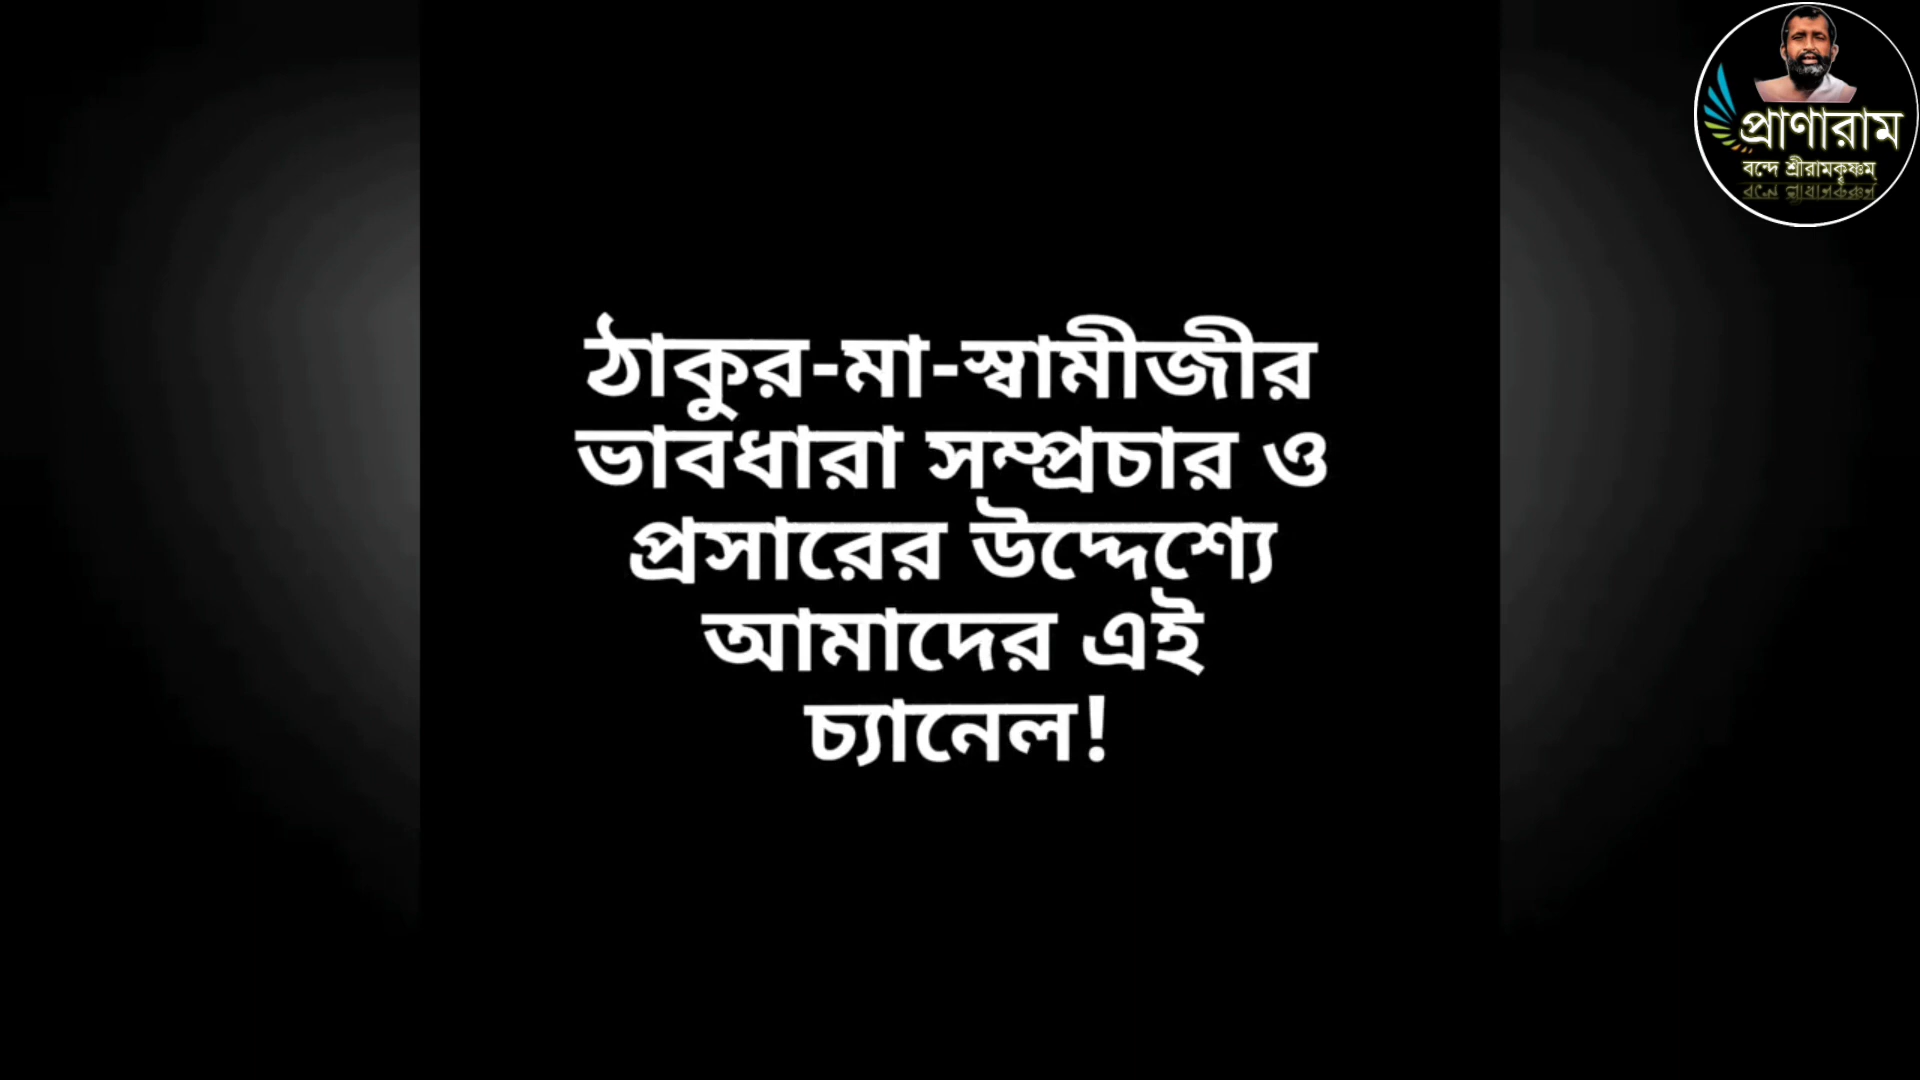 প্রাণারাম
বন্দে শ্রীরামকৃষ্ণম্
ঠাকুর-মা-স্বামীজীর
ভাবধারা সম্প্রচার ও
প্রসারের উদ্দেশ্যে
আমাদের এই
চ্যানেল!